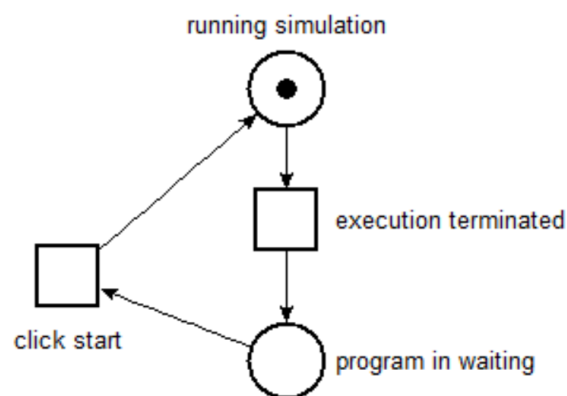 running simulation
execution terminated
click start
program in waiting